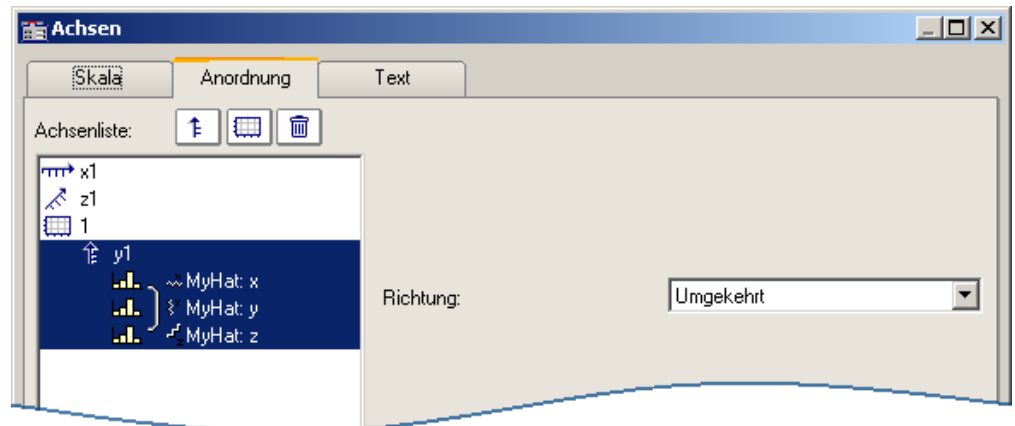 Achsen
Skala Anordnung Text
Achsenliste:
x1
z1
1
y1
MyHat: x
MyHat: y
MyHat: z
Richtung: Umgekehrt